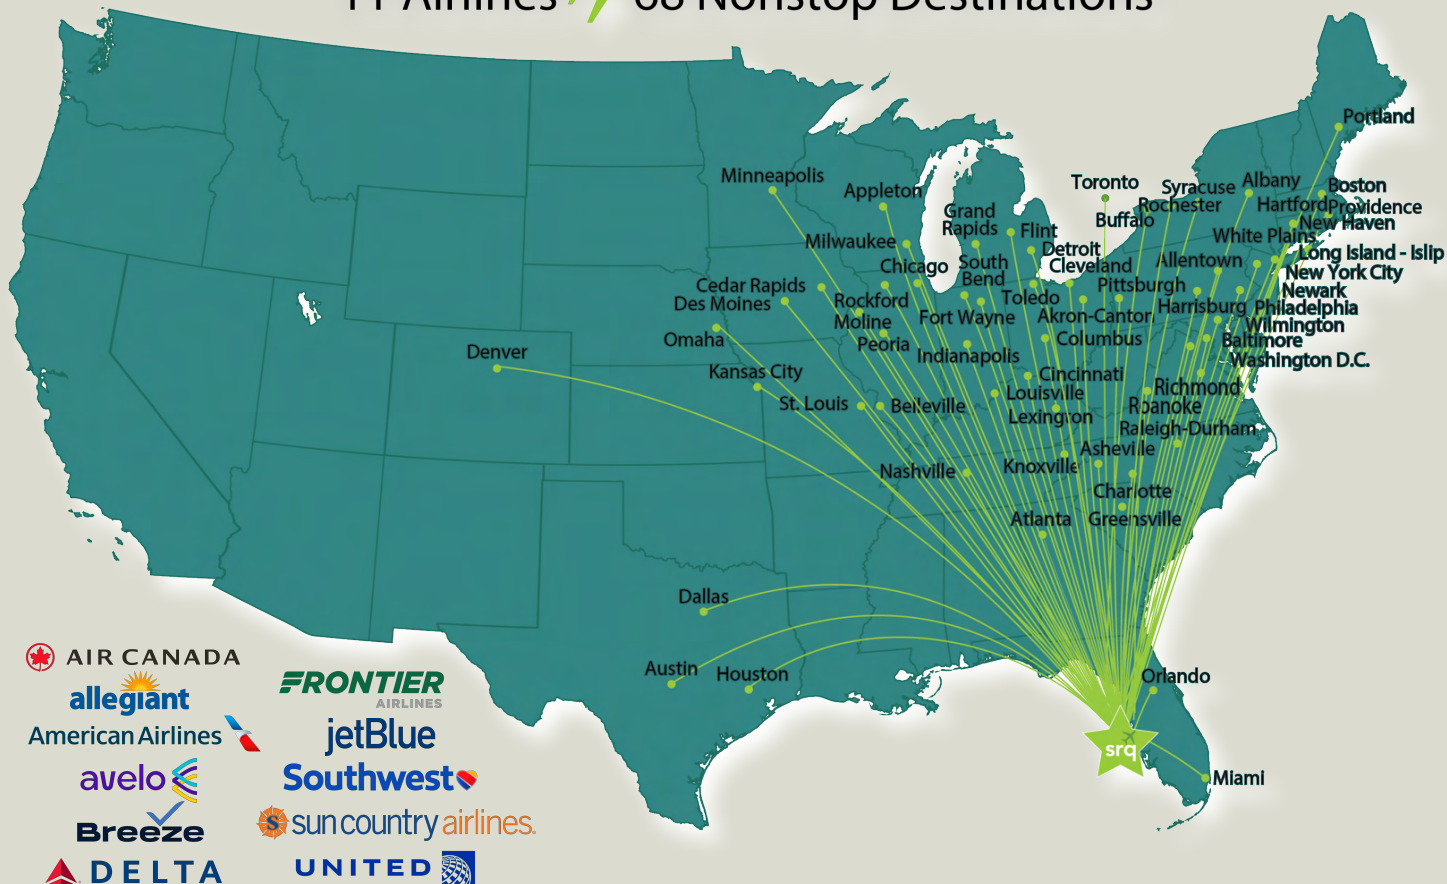 11 Airlines 68 Nonstop Destinations
Portland
Minneapolis
Appleton
Toronto
Syracuse
Albany
Boston
Grand
Rapids
Rochester
Hartford
Providence
Buffalo
New Haven
Flint
Milwaukee
White Plains
Detroit
Long Island - Islip
Chicago
South
Bend
Cleveland
Allentown
New York City
Cedar Rapids
Pittsburgh
Newark
Des Moines
Rockford
Toledo
Harrisburg
Philadelphia
Moline
Fort Wayne
Akron-Canton
Wilmington
Omaha
Peoria
Columbus
Baltimore
Denver
Indianapolis
Washington D.C.
Kansas City
Cincinnati
Richmond
St. Louis
Belleville
Louisville
Roanoke
Lexington
Raleigh-Durham
Asheville
Nashville
Knoxville
Charlotte
Atlanta
Greensville
Dallas
Austin
Houston
Orlando
srq
Miami
AIR CANADA
allegiant
American Airlines
avelo
Breeze
DELTA
FRONTIER
AIRLINES
jetBlue
Southwest
S sun country airlines.
UNITED